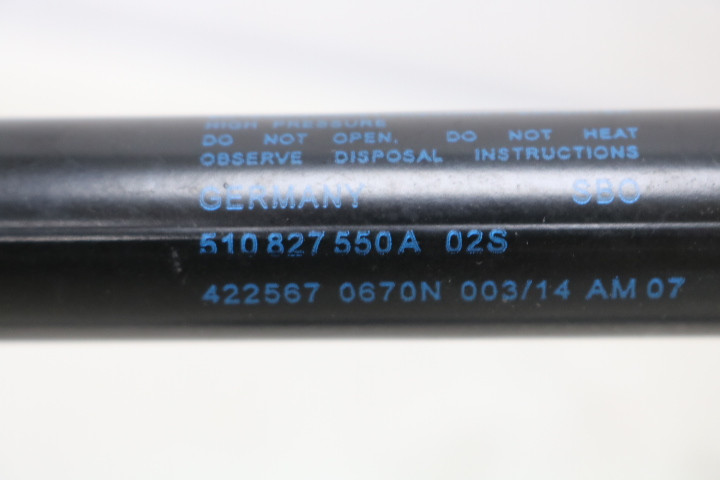 HIGH PRESSURE
DO NOT OPEN, DO NOT HEAT
OBSERVE DISPOSAL INSTRUCTIONS
GERMANY SBO
510 827 550 A 02S
422567 0670N 003/14 AM 07